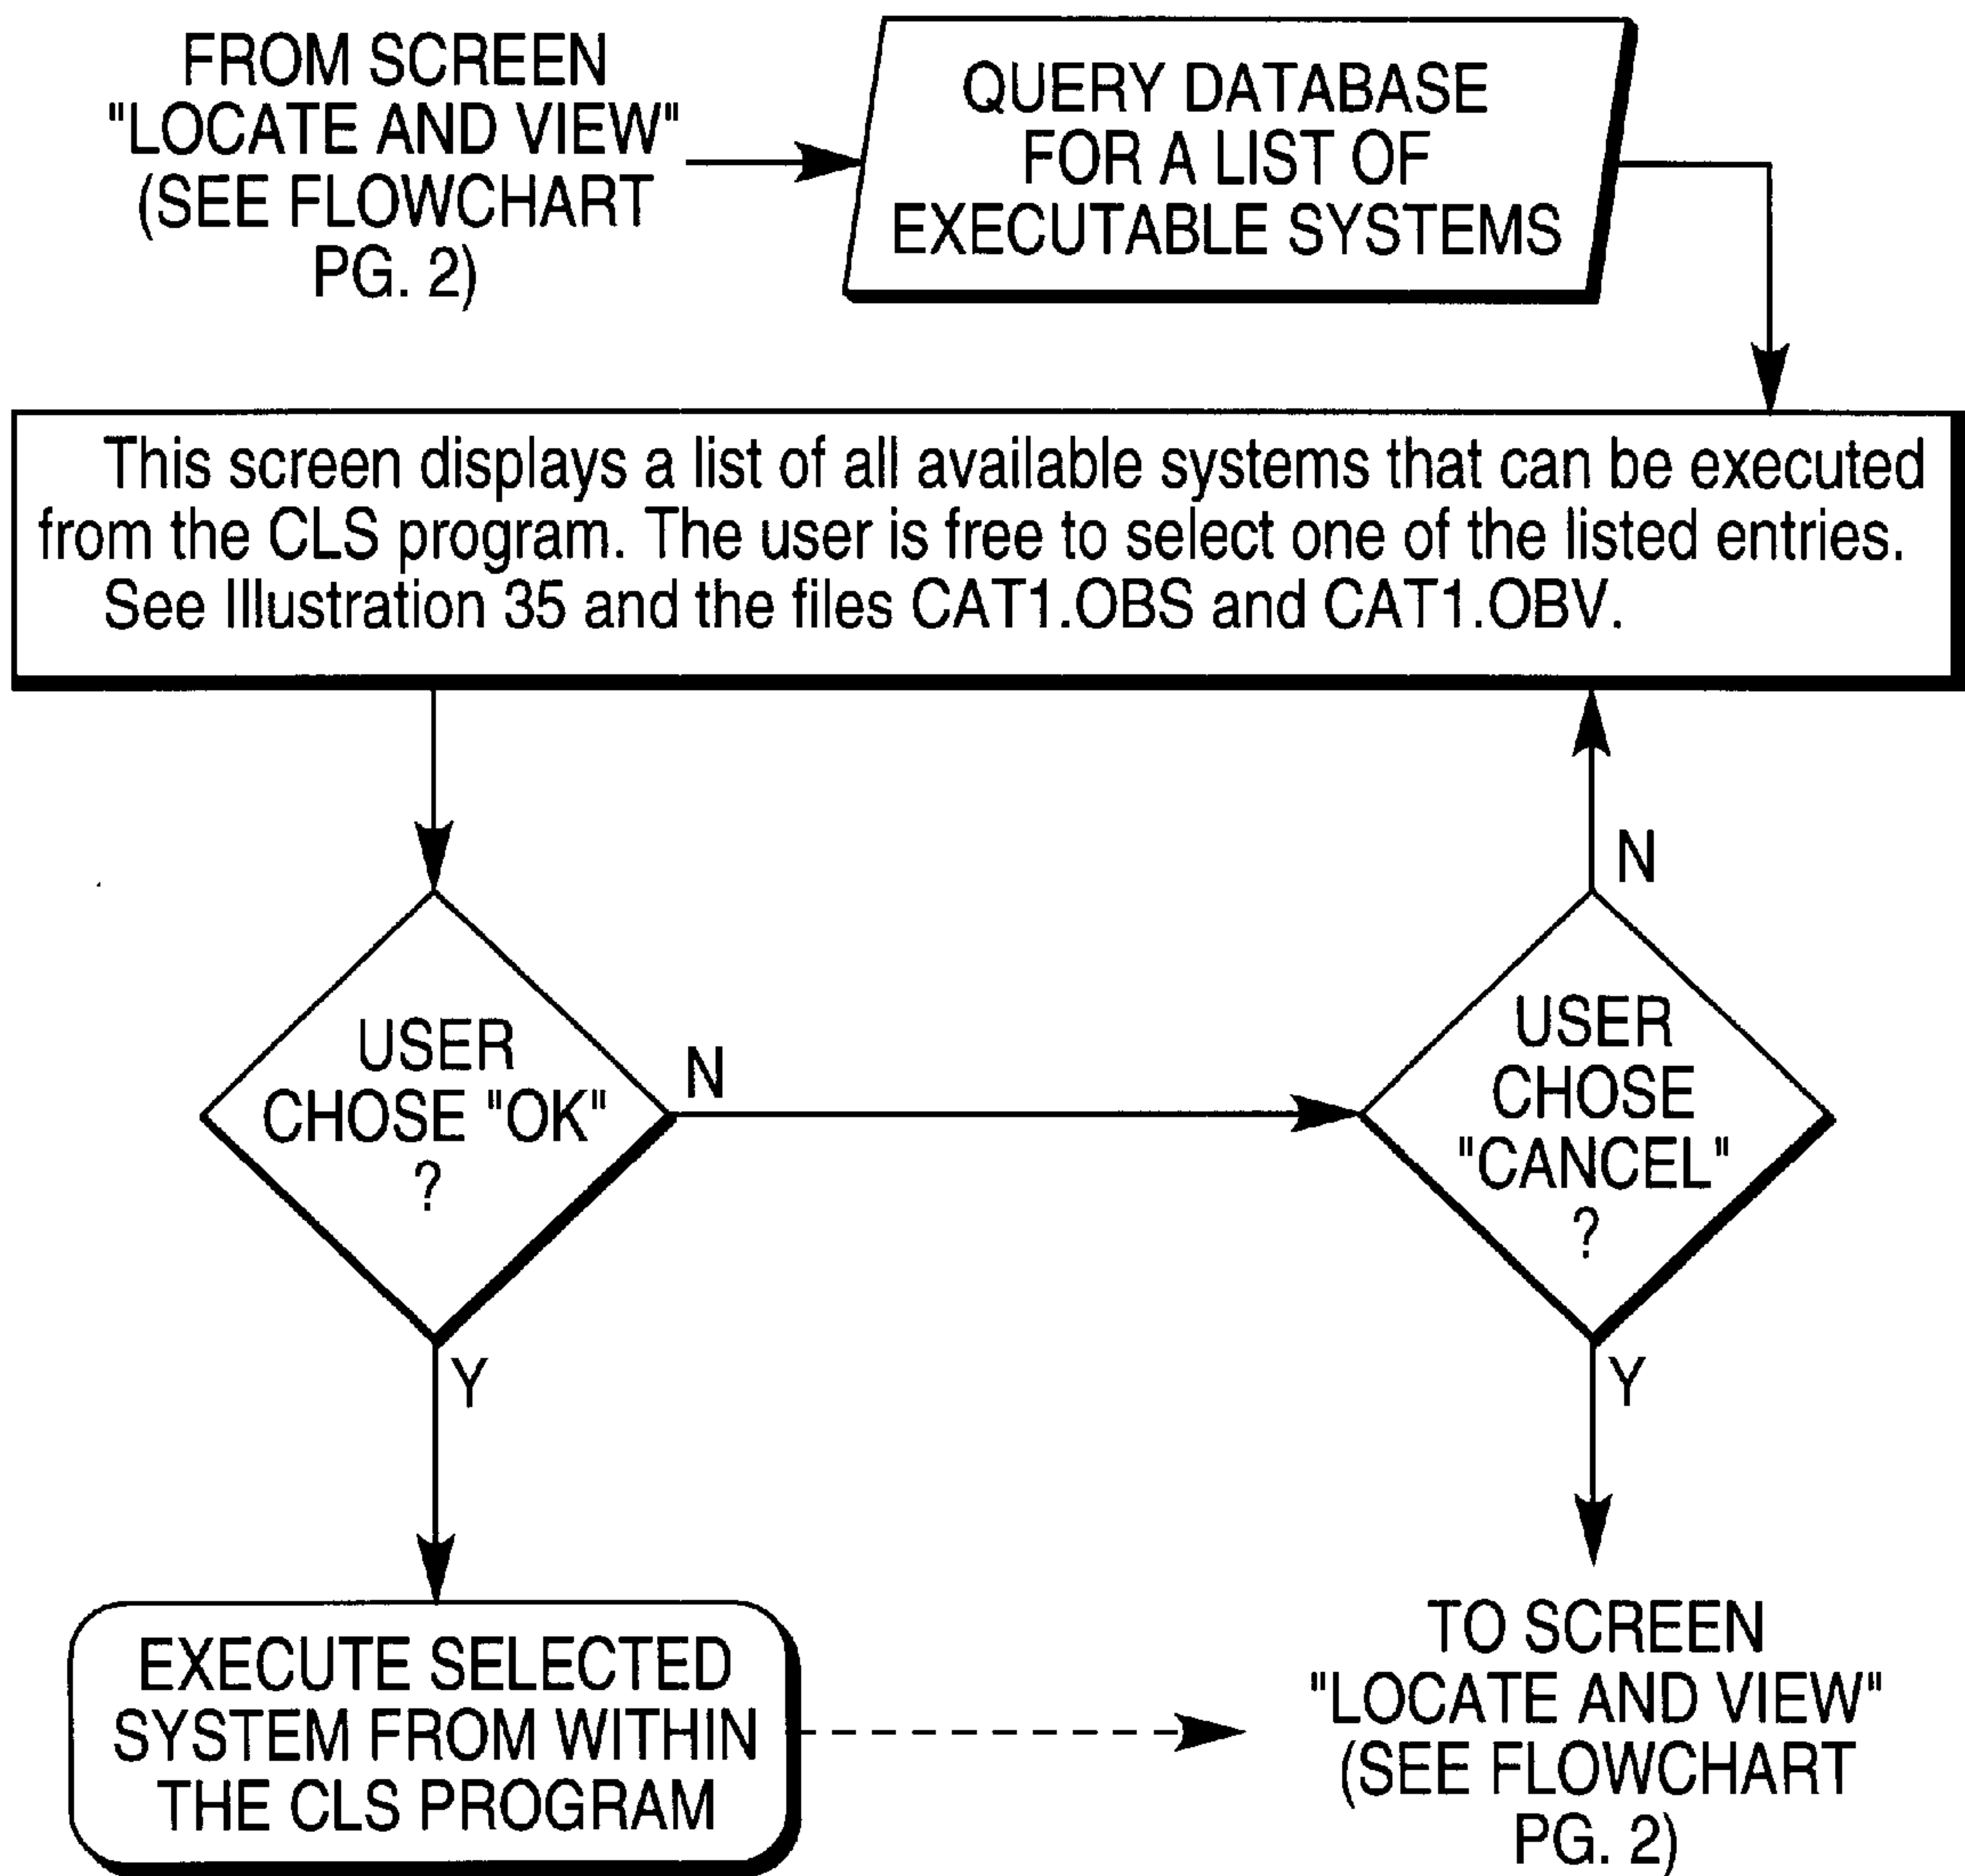 FROM SCREEN
"LOCATE AND VIEW"
(SEE FLOWCHART
PG. 2)
QUERY DATABASE
FOR A LIST OF
EXECUTABLE SYSTEMS
This screen displays a list of all available systems that can be executed
from the CLS program. The user is free to select one of the listed entries.
See Illustration 35 and the files CAT1.OBS and CAT1.OBV.
USER
CHOSE "OK"
?
N
Y
USER
CHOSE
"CANCEL"
?
N
Y
EXECUTE SELECTED
SYSTEM FROM WITHIN
THE CLS PROGRAM
TO SCREEN
"LOCATE AND VIEW"
(SEE FLOWCHART
PG. 2)